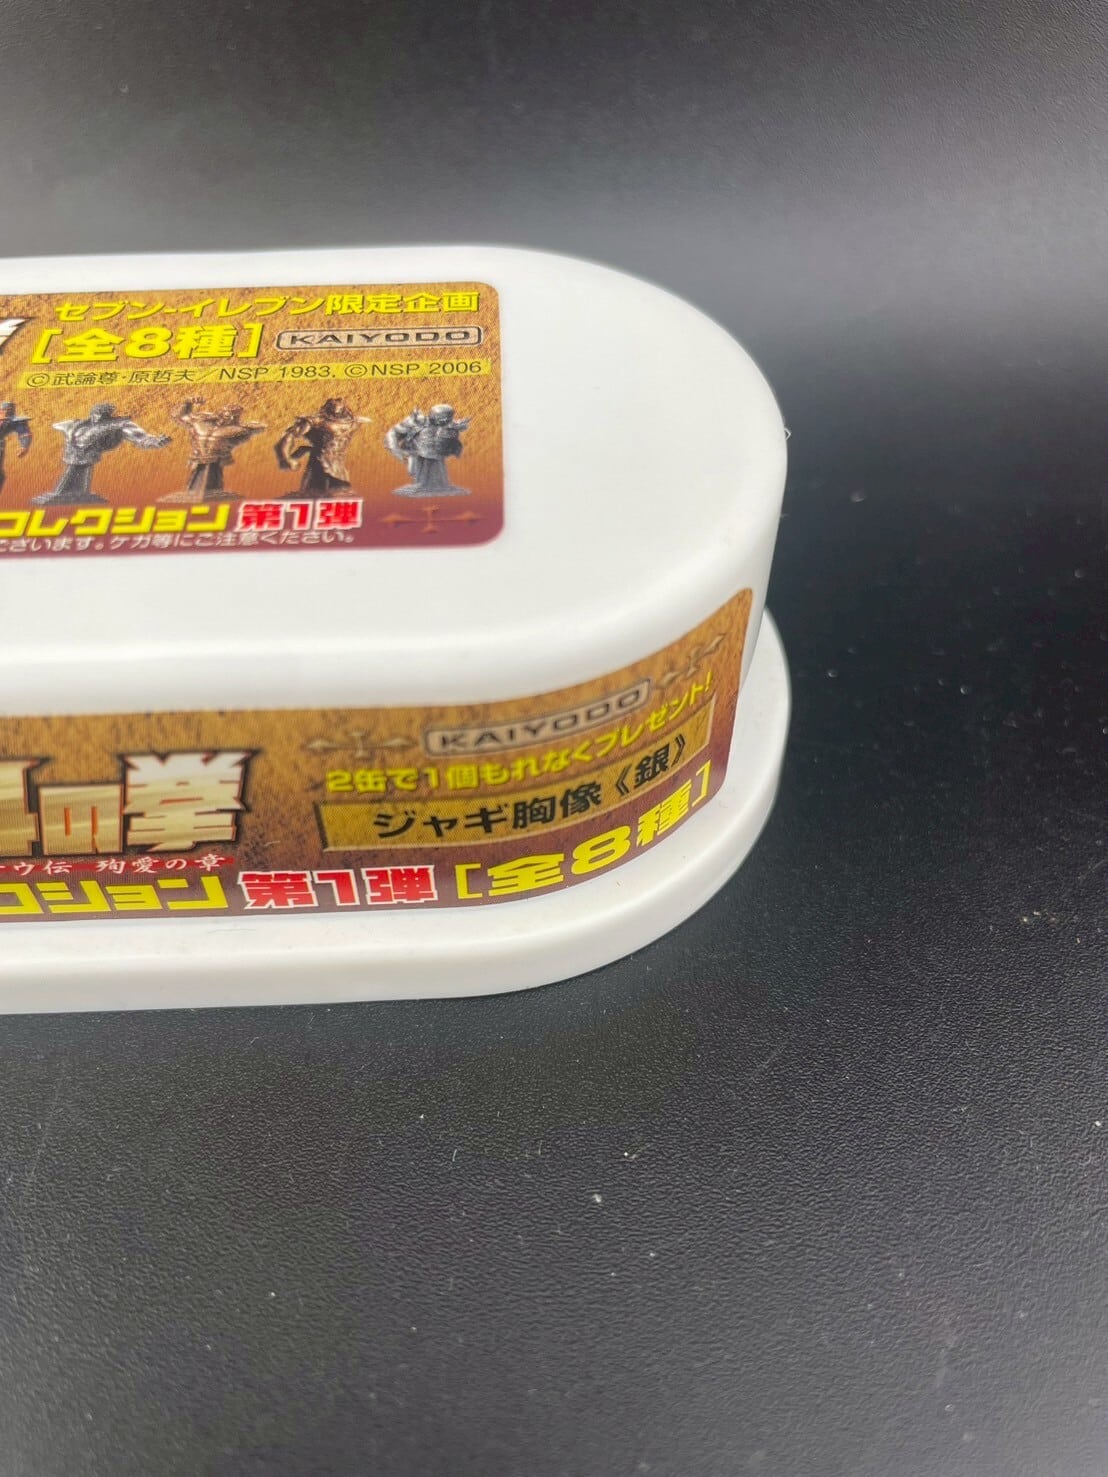 セブン-イレブン限定企画
[全8種] KAIYODO
©武論尊・原哲夫/NSP 1983, ©NSP 2006
コレクション 第1弾
ございます。ケガ等にご注意ください。
KAIYODO
2缶で1個もれなくプレゼント!
の拳
ジャギ胸像《銀》
ウ伝 殉愛の章
クション 第1弾 [全8種]